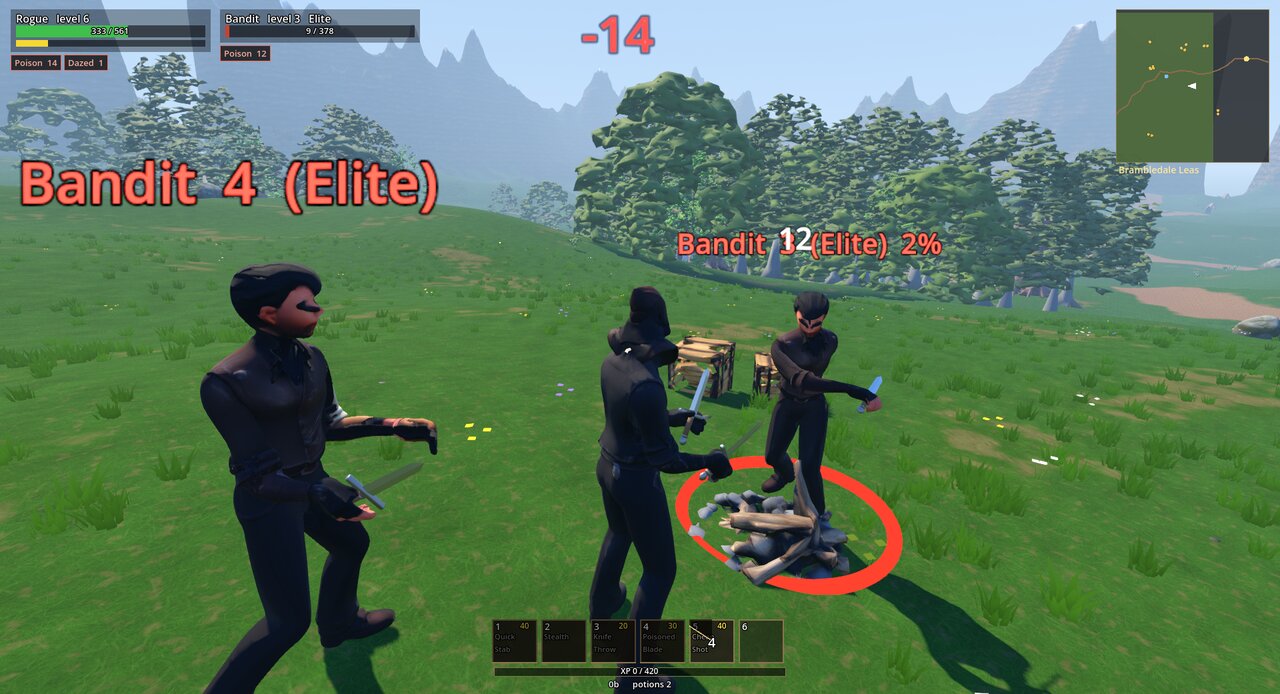 Rogue level 6
333 / 561
Poison 14 Dazed 1
Bandit level 3 Elite
9 / 378
Poison 12
-14
Brambledale Leas
Bandit 4 (Elite)
Bandit 3 (Elite) 2%
12
1 40
Quick
Stab
2
Stealth
3 20
Knife
Throw
4 30
Poisoned
Blade
5 40
Shot
4
6
XP 0 / 420
0b potions 2